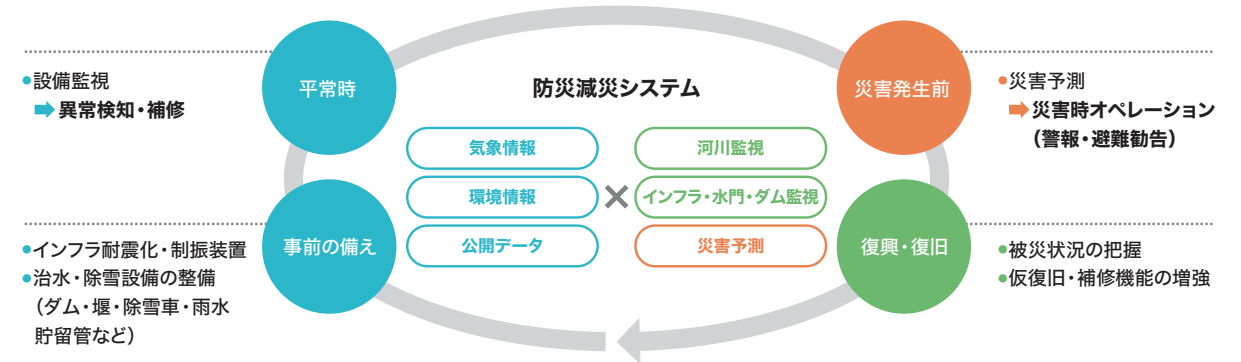 防災減災システム
平常時
●設備監視
➡異常検知・補修
災害発生前
●災害予測
➡災害時オペレーション
（警報・避難勧告）
気象情報
環境情報
公開データ
×
河川監視
インフラ・水門・ダム監視
災害予測
事前の備え
●インフラ耐震化・制振装置
●治水・除雪設備の整備
（ダム・堰・除雪車・雨水
貯留管など）
復興・復旧
●被災状況の把握
●仮復旧・補修機能の増強